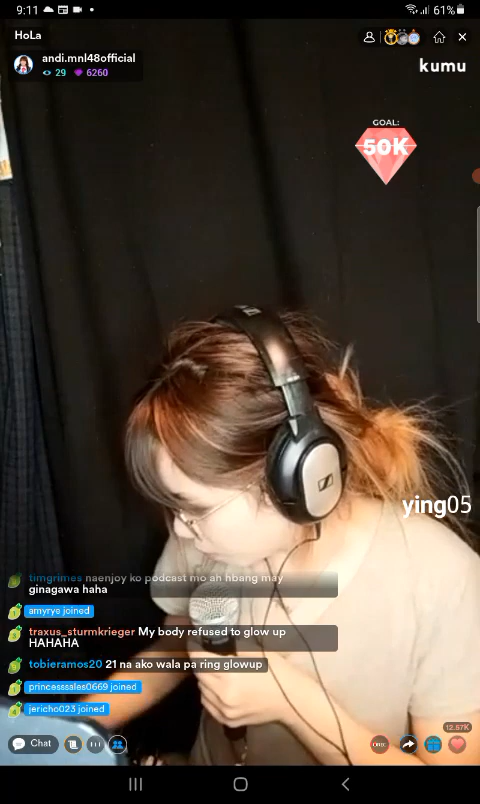 9:11
61%
HoLa
andi.mnl48official
29 6260
kumu
GOAL:
50K
ying05
timgrimes naenjoy ko podcast mo ah hbang may
ginagawa haha
amyrye joined
traxus_sturmkrieger My body refused to glow up
HAHAHA
tobieramos20 21 na ako wala pa ring glowup
princesssales0669 joined
jericho023 joined
12.57K
Chat